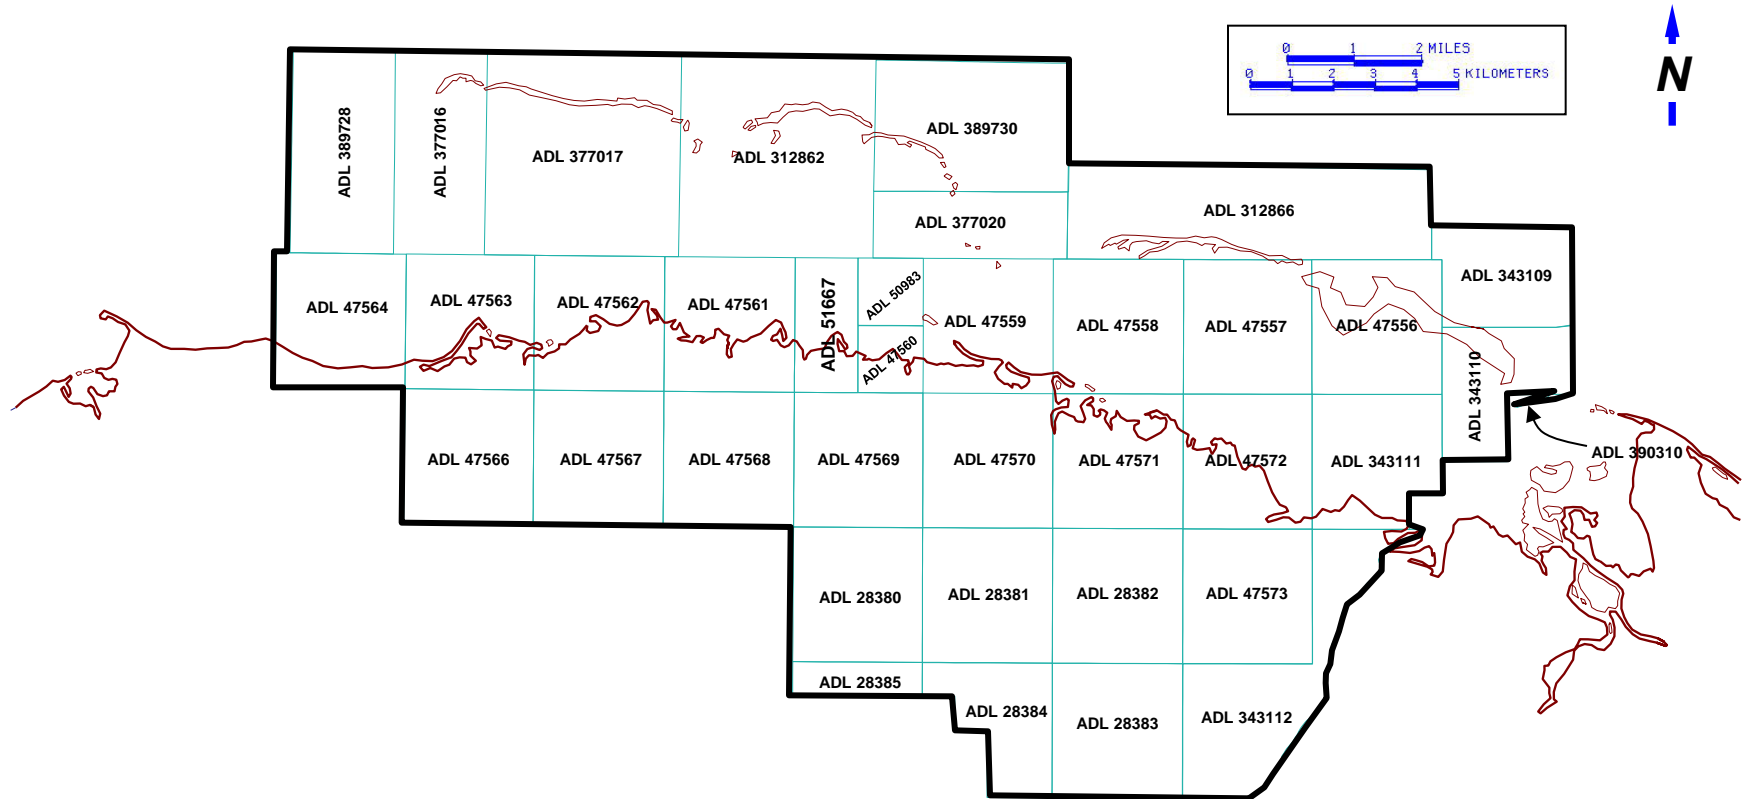 0 1 2 MILES
0 1 2 3 4 5 KILOMETERS
N
ADL 389728
ADL 377016
ADL 377017
ADL 312862
ADL 389730
ADL 377020
ADL 312866
ADL 343109
ADL 47564
ADL 47563
ADL 47562
ADL 47561
ADL 51667
ADL 50983
ADL 47560
ADL 47559
ADL 47558
ADL 47557
ADL 47556
ADL 343110
ADL 390310
ADL 47566
ADL 47567
ADL 47568
ADL 47569
ADL 47570
ADL 47571
ADL 47572
ADL 343111
ADL 28380
ADL 28381
ADL 28382
ADL 47573
ADL 28385
ADL 28384
ADL 28383
ADL 343112